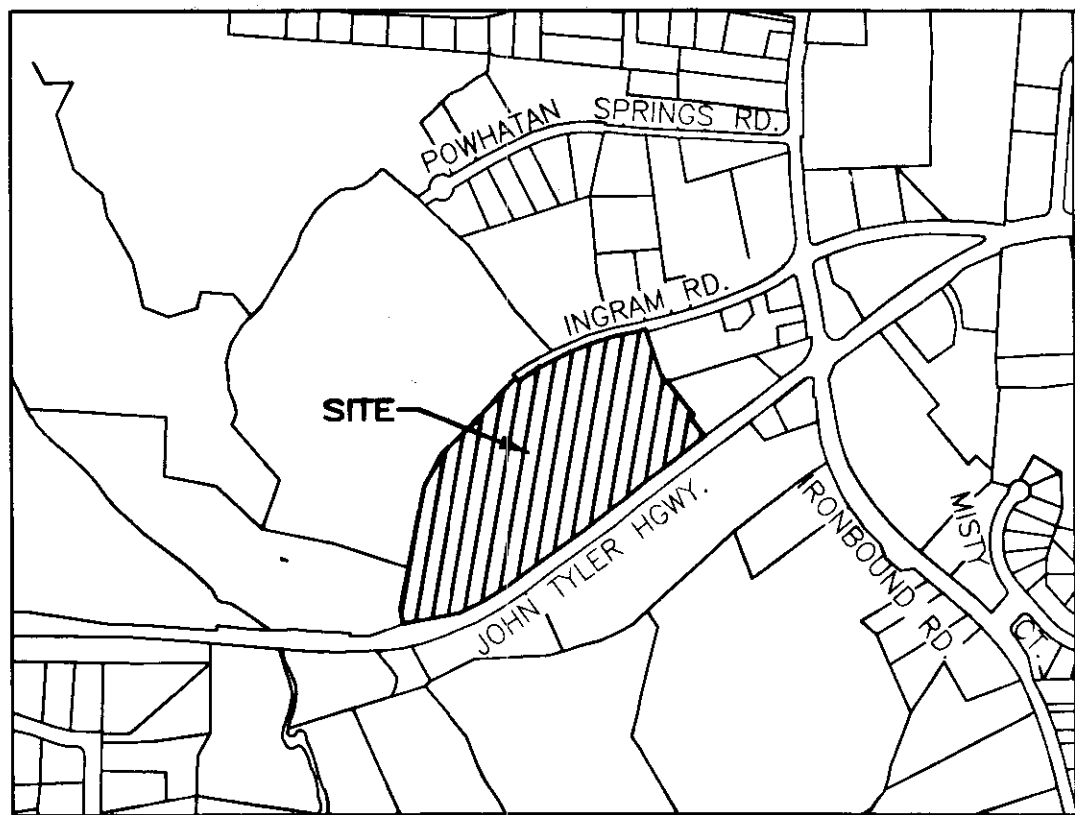 POWHATAN SPRINGS RD.
INGRAM RD.
SITE
JOHN TYLER HGWY.
IRONBOUND RD.
MISTY CT.